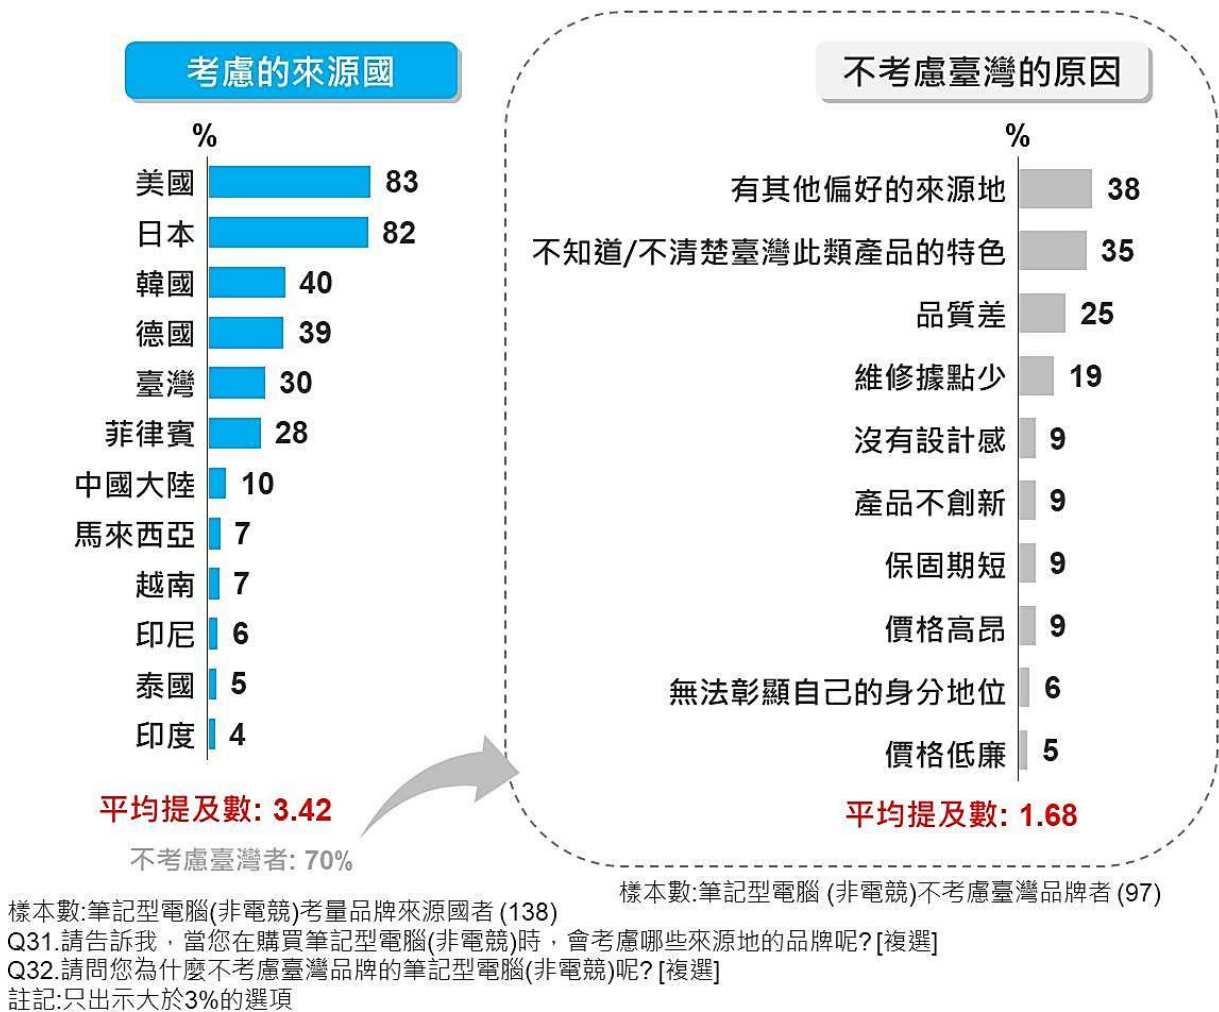 考慮的來源國
%
美國 83
日本 82
韓國 40
德國 39
臺灣 30
菲律賓 28
中國大陸 10
馬來西亞 7
越南 7
印尼 6
泰國 5
印度 4
平均提及數: 3.42
不考慮臺灣者: 70%
不考慮臺灣的原因
%
有其他偏好的來源地 38
不知道/不清楚臺灣此類產品的特色 35
品質差 25
維修據點少 19
沒有設計感 9
產品不創新 9
保固期短 9
價格高昂 9
無法彰顯自己的身分地位 6
價格低廉 5
平均提及數: 1.68
樣本數:筆記型電腦 (非電競)不考慮臺灣品牌者 (97)
樣本數:筆記型電腦(非電競)考量品牌來源國者 (138)
Q31.請告訴我，當您在購買筆記型電腦(非電競)時，會考慮哪些來源地的品牌呢? [複選]
Q32.請問您為什麼不考慮臺灣品牌的筆記型電腦(非電競)呢? [複選]
註記:只出示大於3%的選項